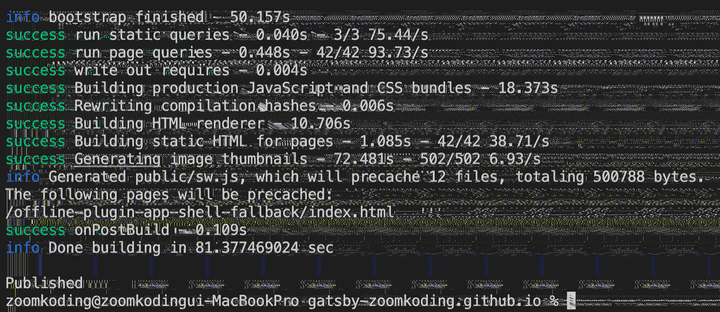 info bootstrap finished - 50.157s
success run static queries - 0.040s - 3/3 75.44/s
success run page queries - 0.448s - 42/42 93.73/s
success write out requires - 0.004s
success Building production JavaScript and CSS bundles - 18.373s
success Rewriting compilation hashes - 0.006s
success Building HTML renderer - 10.706s
success Building static HTML for pages - 1.085s - 42/42 38.71/s
success Generating image thumbnails - 72.481s - 502/502 6.93/s
info Generated public/sw.js, which will precache 12 files, totaling 500788 bytes.
The following pages will be precached:
/offline-plugin-app-shell-fallback/index.html
success onPostBuild - 0.109s
info Done building in 81.377469024 sec
Published
zoomkoding@zoomkodingui-MacBookPro gatsby-zoomkoding.github.io %